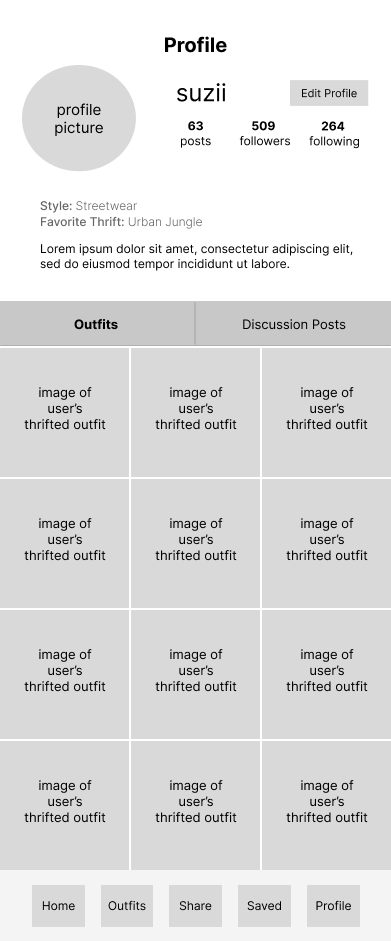 Profile
profile
picture
suzii
Edit Profile
63
posts
509
followers
264
following
Style: Streetwear
Favorite Thrift: Urban Jungle
Lorem ipsum dolor sit amet, consectetur adipiscing elit,
sed do eiusmod tempor incididunt ut labore.
Outfits
Discussion Posts
image of
user’s
thrifted outfit
image of
user’s
thrifted outfit
image of
user’s
thrifted outfit
image of
user’s
thrifted outfit
image of
user’s
thrifted outfit
image of
user’s
thrifted outfit
image of
user’s
thrifted outfit
image of
user’s
thrifted outfit
image of
user’s
thrifted outfit
image of
user’s
thrifted outfit
image of
user’s
thrifted outfit
image of
user’s
thrifted outfit
Home
Outfits
Share
Saved
Profile